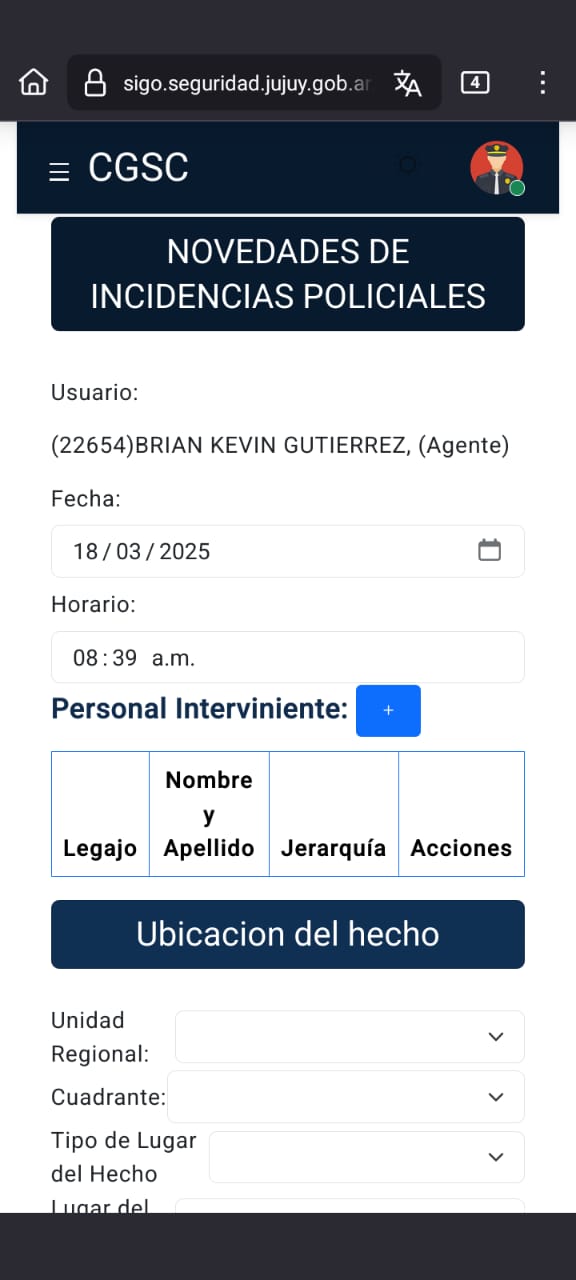 sigo.seguridad.jujuy.gob.ar
4
CGSC
NOVEDADES DE
INCIDENCIAS POLICIALES
Usuario:
(22654)BRIAN KEVIN GUTIERREZ, (Agente)
Fecha:
18/03/2025
Horario:
08:39 a.m.
Personal Interviniente: +
Legajo
Nombre
y
Apellido
Jerarquía
Acciones
Ubicacion del hecho
Unidad
Regional:
Cuadrante:
Tipo de Lugar
del Hecho
Lugar del